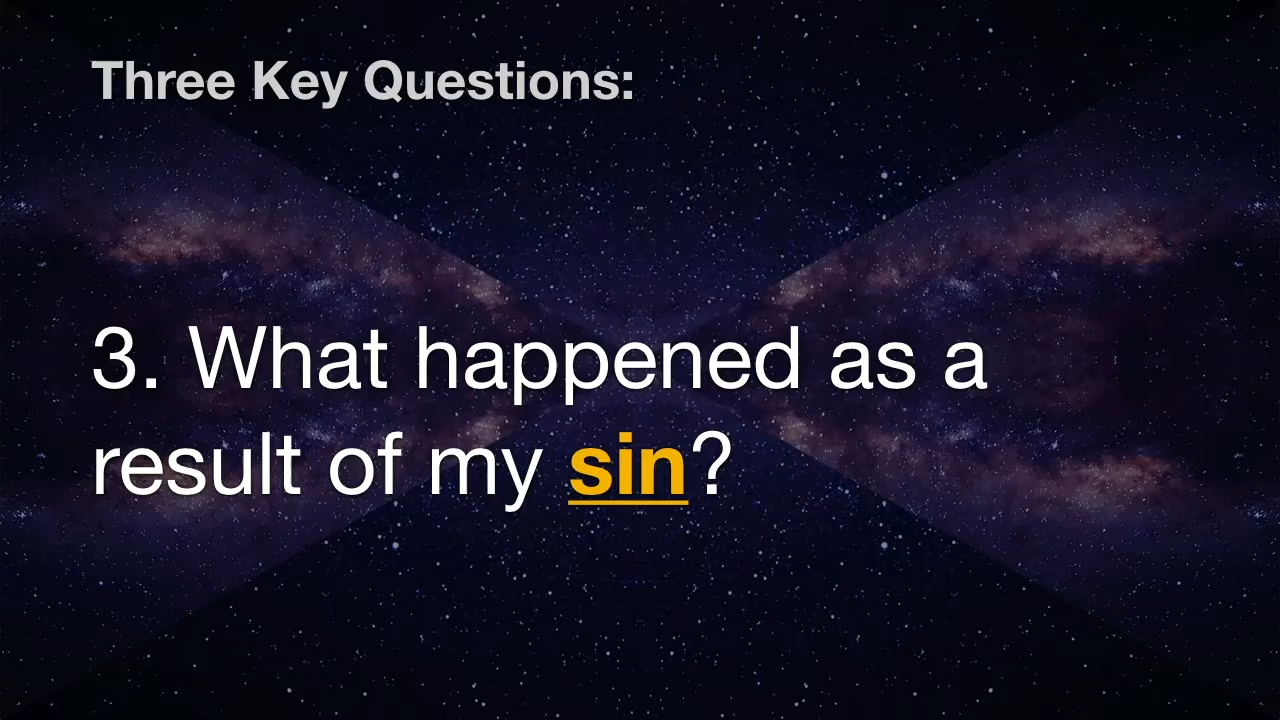 Three Key Questions:
3. What happened as a
result of my sin?